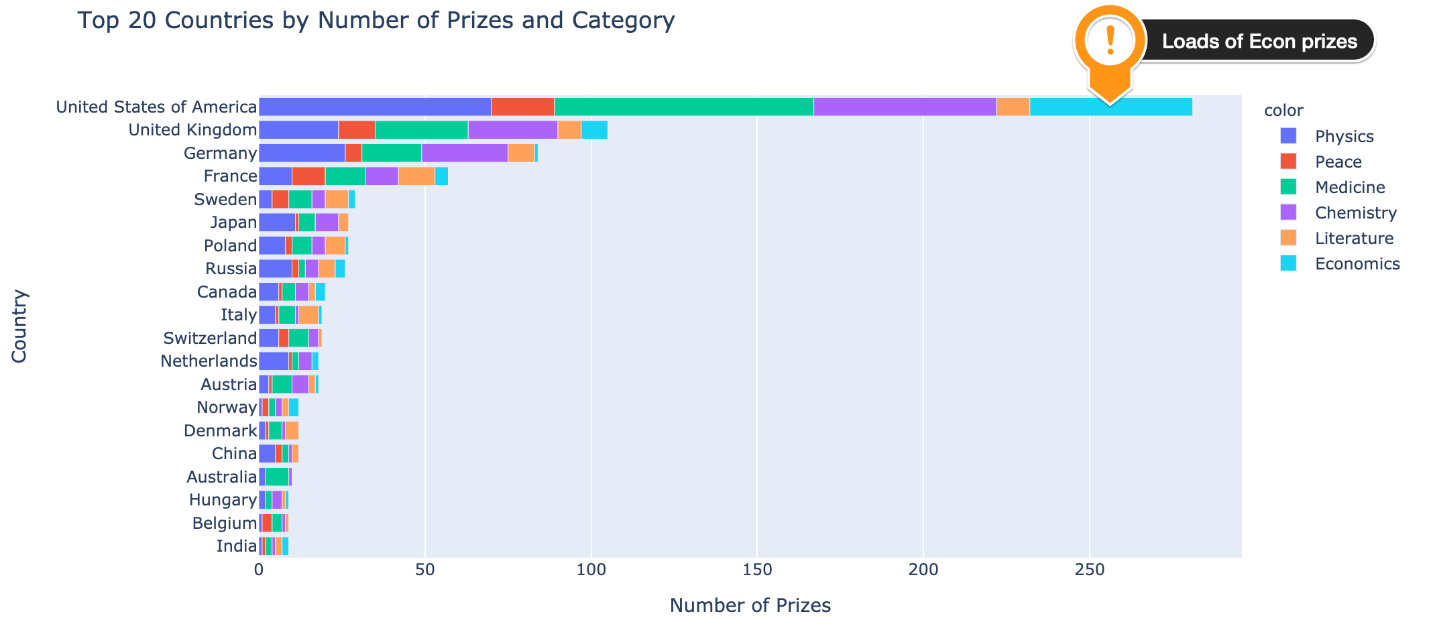 Top 20 Countries by Number of Prizes and Category
!
Loads of Econ prizes
United States of America
United Kingdom
Germany
France
Sweden
Japan
Poland
Russia
Canada
Italy
Switzerland
Netherlands
Austria
Norway
Denmark
China
Australia
Hungary
Belgium
India
Country
0 50 100 150 200 250
Number of Prizes
color
Physics
Peace
Medicine
Chemistry
Literature
Economics